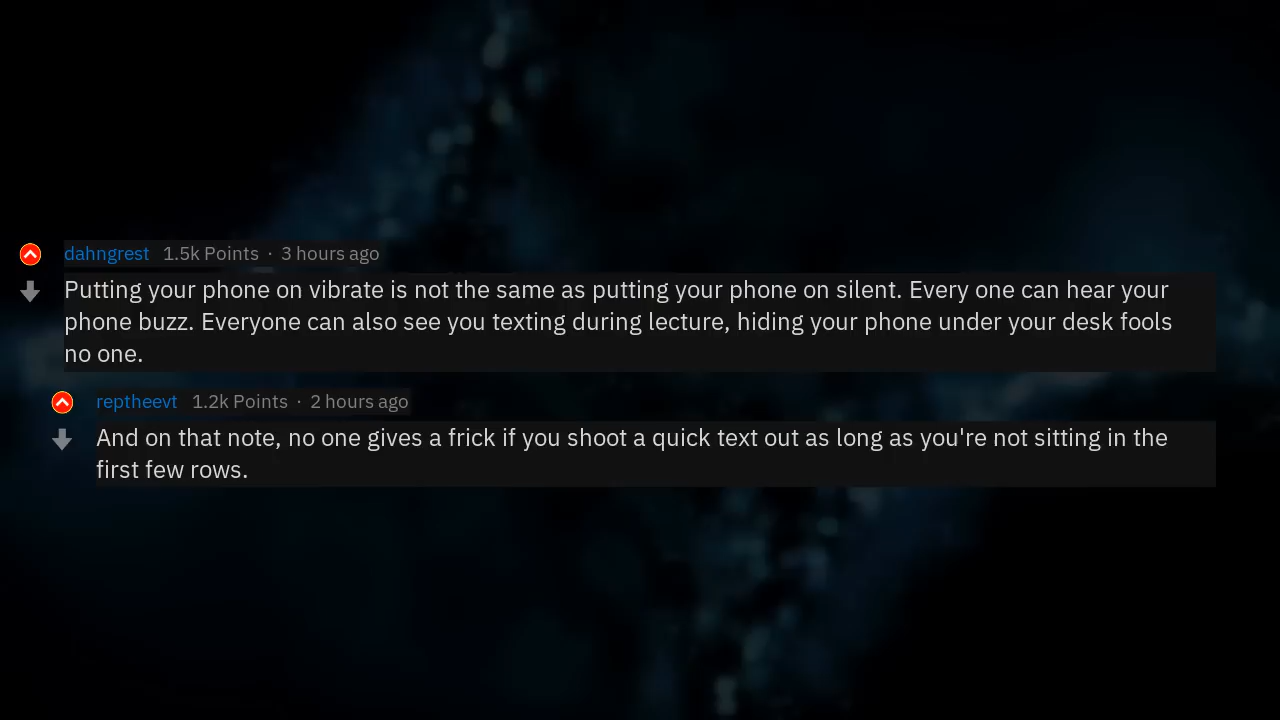 dahngrest 1.5k Points · 3 hours ago
Putting your phone on vibrate is not the same as putting your phone on silent. Every one can hear your
phone buzz. Everyone can also see you texting during lecture, hiding your phone under your desk fools
no one.
reptheevt 1.2k Points · 2 hours ago
And on that note, no one gives a frick if you shoot a quick text out as long as you're not sitting in the
first few rows.